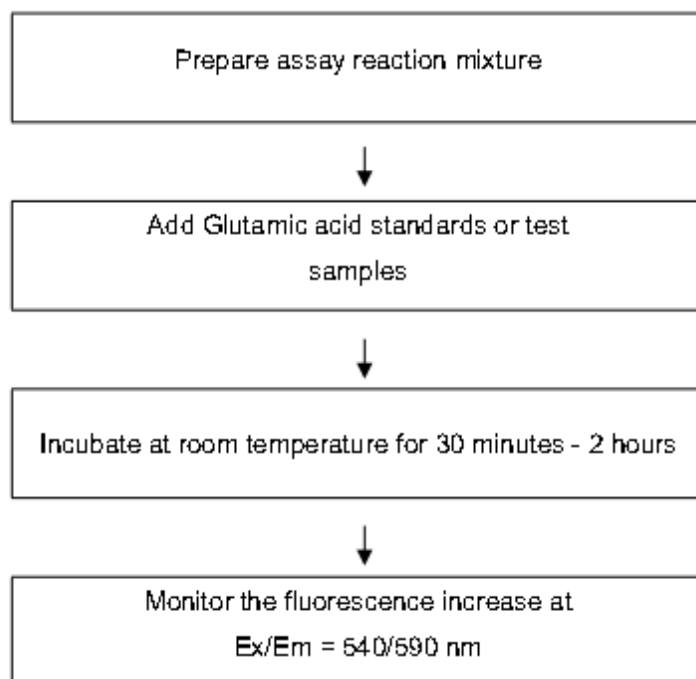 Prepare assay reaction mixture
Add Glutamic acid standards or test
samples
Incubate at room temperature for 30 minutes - 2 hours
Monitor the fluorescence increase at
Ex/Em = 540/590 nm